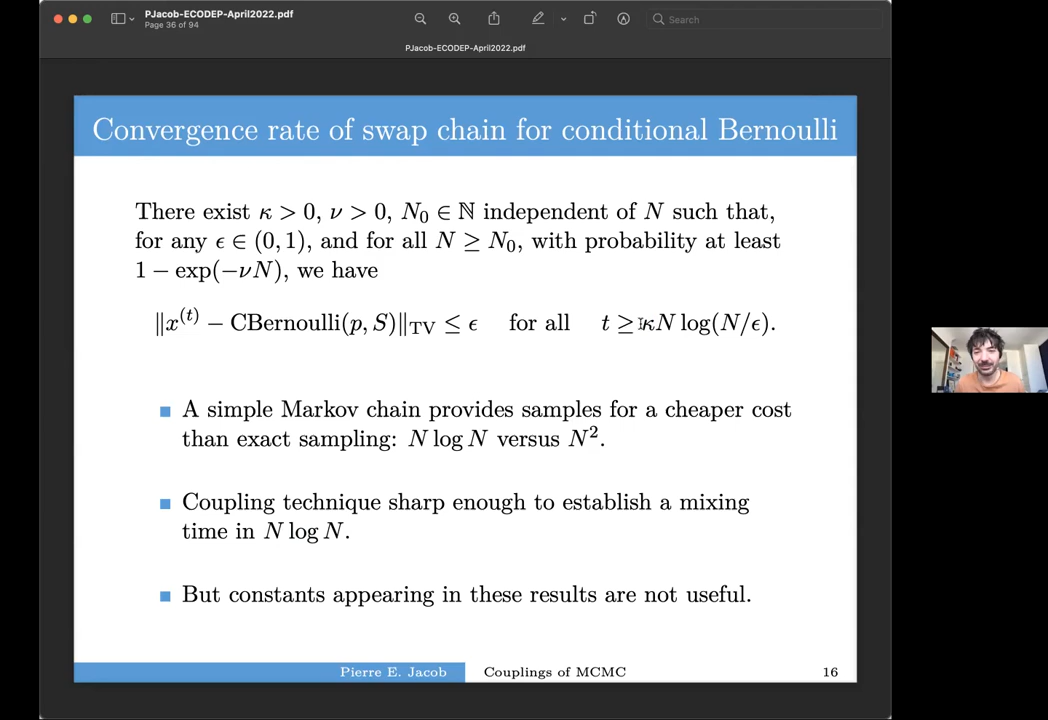 PJacob-ECODEP-April2022.pdf
Page 36 of 94
Search
PJacob-ECODEP-April2022.pdf
Convergence rate of swap chain for conditional Bernoulli
There exist κ > 0, ν > 0, N₀ ∈ ℕ independent of N such that,
for any ϵ ∈ (0, 1), and for all N ≥ N₀, with probability at least
1 − exp(−νN), we have
‖x⁽ᵗ⁾ − CBernoulli(p, S)‖TV ≤ ϵ for all t ≥ κN log(N/ϵ).
A simple Markov chain provides samples for a cheaper cost
than exact sampling: N log N versus N².
Coupling technique sharp enough to establish a mixing
time in N log N.
But constants appearing in these results are not useful.
Pierre E. Jacob Couplings of MCMC 16